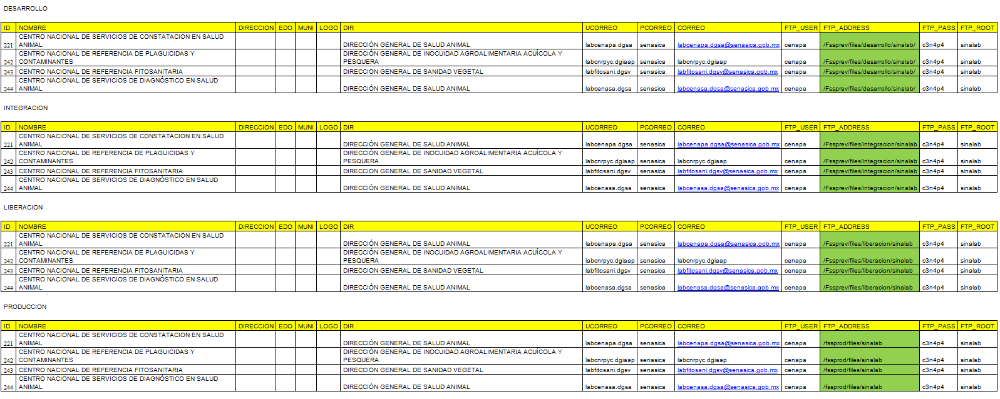 DESARROLLO
ID NOMBRE DIRECCION EDO MUNI LOGO DIR UCORREO PCORREO CORREO FTP_USER FTP_ADDRESS FTP_PASS FTP_ROOT
CENTRO NACIONAL DE SERVICIOS DE CONSTATACION EN SALUD
221 ANIMAL DIRECCIÓN GENERAL DE SALUD ANIMAL labcenapa.dgsa senasica labcenapa.dgsa@senasica.gob.mx cenapa /Fssprev/files/desarrollo/sinalab/ c3n4p4 sinalab
CENTRO NACIONAL DE REFERENCIA DE PLAGUICIDAS Y DIRECCIÓN GENERAL DE INOCUIDAD AGROALIMENTARIA ACUÍCOLA Y
242 CONTAMINANTES PESQUERA labcnrpyc.dgiaap senasica labcnrpyc.dgiaap cenapa /Fssprev/files/desarrollo/sinalab/ c3n4p4 sinalab
243 CENTRO NACIONAL DE REFERENCIA FITOSANITARIA DIRECCION GENERAL DE SANIDAD VEGETAL labfitosani.dgsv senasica labfitosani.dgsv@senasica.gob.mx cenapa /Fssprev/files/desarrollo/sinalab/ c3n4p4 sinalab
CENTRO NACIONAL DE SERVICIOS DE DIAGNÓSTICO EN SALUD
244 ANIMAL DIRECCIÓN GENERAL DE SALUD ANIMAL labcenasa.dgsa senasica labcenasa.dgsa@senasica.gob.mx cenapa /Fssprev/files/desarrollo/sinalab/ c3n4p4 sinalab
INTEGRACION
ID NOMBRE DIRECCION EDO MUNI LOGO DIR UCORREO PCORREO CORREO FTP_USER FTP_ADDRESS FTP_PASS FTP_ROOT
CENTRO NACIONAL DE SERVICIOS DE CONSTATACION EN SALUD
221 ANIMAL DIRECCIÓN GENERAL DE SALUD ANIMAL labcenapa.dgsa senasica labcenapa.dgsa@senasica.gob.mx cenapa /Fssprev/files/integracion/sinalab c3n4p4 sinalab
CENTRO NACIONAL DE REFERENCIA DE PLAGUICIDAS Y DIRECCIÓN GENERAL DE INOCUIDAD AGROALIMENTARIA ACUÍCOLA Y
242 CONTAMINANTES PESQUERA labcnrpyc.dgiaap senasica labcnrpyc.dgiaap cenapa /Fssprev/files/integracion/sinalab c3n4p4 sinalab
243 CENTRO NACIONAL DE REFERENCIA FITOSANITARIA DIRECCION GENERAL DE SANIDAD VEGETAL labfitosani.dgsv senasica labfitosani.dgsv@senasica.gob.mx cenapa /Fssprev/files/integracion/sinalab c3n4p4 sinalab
CENTRO NACIONAL DE SERVICIOS DE DIAGNÓSTICO EN SALUD
244 ANIMAL DIRECCIÓN GENERAL DE SALUD ANIMAL labcenasa.dgsa senasica labcenasa.dgsa@senasica.gob.mx cenapa /Fssprev/files/integracion/sinalab c3n4p4 sinalab
LIBERACION
ID NOMBRE DIRECCION EDO MUNI LOGO DIR UCORREO PCORREO CORREO FTP_USER FTP_ADDRESS FTP_PASS FTP_ROOT
CENTRO NACIONAL DE SERVICIOS DE CONSTATACION EN SALUD
221 ANIMAL DIRECCIÓN GENERAL DE SALUD ANIMAL labcenapa.dgsa senasica labcenapa.dgsa@senasica.gob.mx cenapa /Fssprev/files/liberacion/sinalab c3n4p4 sinalab
CENTRO NACIONAL DE REFERENCIA DE PLAGUICIDAS Y DIRECCIÓN GENERAL DE INOCUIDAD AGROALIMENTARIA ACUÍCOLA Y
242 CONTAMINANTES PESQUERA labcnrpyc.dgiaap senasica labcnrpyc.dgiaap cenapa /Fssprev/files/liberacion/sinalab c3n4p4 sinalab
243 CENTRO NACIONAL DE REFERENCIA FITOSANITARIA DIRECCION GENERAL DE SANIDAD VEGETAL labfitosani.dgsv senasica labfitosani.dgsv@senasica.gob.mx cenapa /Fssprev/files/liberacion/sinalab c3n4p4 sinalab
CENTRO NACIONAL DE SERVICIOS DE DIAGNÓSTICO EN SALUD
244 ANIMAL DIRECCIÓN GENERAL DE SALUD ANIMAL labcenasa.dgsa senasica labcenasa.dgsa@senasica.gob.mx cenapa /Fssprev/files/liberacion/sinalab c3n4p4 sinalab
PRODUCCION
ID NOMBRE DIRECCION EDO MUNI LOGO DIR UCORREO PCORREO CORREO FTP_USER FTP_ADDRESS FTP_PASS FTP_ROOT
CENTRO NACIONAL DE SERVICIOS DE CONSTATACION EN SALUD
221 ANIMAL DIRECCIÓN GENERAL DE SALUD ANIMAL labcenapa.dgsa senasica labcenapa.dgsa@senasica.gob.mx cenapa /fssprod/files/sinalab c3n4p4 sinalab
CENTRO NACIONAL DE REFERENCIA DE PLAGUICIDAS Y DIRECCIÓN GENERAL DE INOCUIDAD AGROALIMENTARIA ACUÍCOLA Y
242 CONTAMINANTES PESQUERA labcnrpyc.dgiaap senasica labcnrpyc.dgiaap cenapa /fssprod/files/sinalab c3n4p4 sinalab
243 CENTRO NACIONAL DE REFERENCIA FITOSANITARIA DIRECCION GENERAL DE SANIDAD VEGETAL labfitosani.dgsv senasica labfitosani.dgsv@senasica.gob.mx cenapa /fssprod/files/sinalab c3n4p4 sinalab
CENTRO NACIONAL DE SERVICIOS DE DIAGNÓSTICO EN SALUD
244 ANIMAL DIRECCIÓN GENERAL DE SALUD ANIMAL labcenasa.dgsa senasica labcenasa.dgsa@senasica.gob.mx cenapa /fssprod/files/sinalab c3n4p4 sinalab